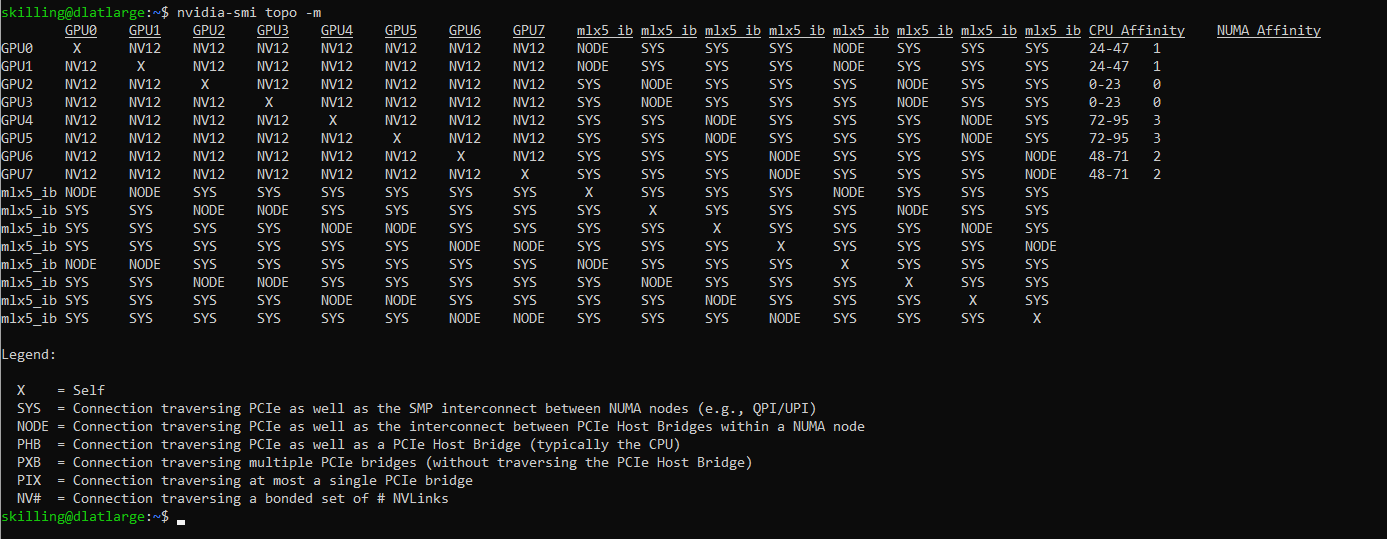 skilling@dlatlarge:~$ nvidia-smi topo -m
        GPU0    GPU1    GPU2    GPU3    GPU4    GPU5    GPU6    GPU7    mlx5_ib mlx5_ib mlx5_ib mlx5_ib mlx5_ib mlx5_ib mlx5_ib mlx5_ib CPU Affinity    NUMA Affinity
GPU0     X      NV12    NV12    NV12    NV12    NV12    NV12    NV12    NODE    SYS     SYS     SYS     NODE    SYS     SYS     SYS     24-47   1
GPU1    NV12     X      NV12    NV12    NV12    NV12    NV12    NV12    NODE    SYS     SYS     SYS     NODE    SYS     SYS     SYS     24-47   1
GPU2    NV12    NV12     X      NV12    NV12    NV12    NV12    NV12    SYS     NODE    SYS     SYS     SYS     NODE    SYS     SYS     0-23    0
GPU3    NV12    NV12    NV12     X      NV12    NV12    NV12    NV12    SYS     NODE    SYS     SYS     SYS     NODE    SYS     SYS     0-23    0
GPU4    NV12    NV12    NV12    NV12     X      NV12    NV12    NV12    SYS     SYS     NODE    SYS     SYS     SYS     NODE    SYS     72-95   3
GPU5    NV12    NV12    NV12    NV12    NV12     X      NV12    NV12    SYS     SYS     NODE    SYS     SYS     SYS     NODE    SYS     72-95   3
GPU6    NV12    NV12    NV12    NV12    NV12    NV12     X      NV12    SYS     SYS     SYS     NODE    SYS     SYS     SYS     NODE    48-71   2
GPU7    NV12    NV12    NV12    NV12    NV12    NV12    NV12     X      SYS     SYS     SYS     NODE    SYS     SYS     SYS     NODE    48-71   2
mlx5_ib NODE    NODE    SYS     SYS     SYS     SYS     SYS     SYS      X      SYS     SYS     SYS     NODE    SYS     SYS     SYS
mlx5_ib SYS     SYS     NODE    NODE    SYS     SYS     SYS     SYS     SYS      X      SYS     SYS     SYS     NODE    SYS     SYS
mlx5_ib SYS     SYS     SYS     SYS     NODE    NODE    SYS     SYS     SYS     SYS      X      SYS     SYS     SYS     NODE    SYS
mlx5_ib SYS     SYS     SYS     SYS     SYS     SYS     NODE    NODE    SYS     SYS     SYS      X      SYS     SYS     SYS     NODE
mlx5_ib NODE    NODE    SYS     SYS     SYS     SYS     SYS     SYS     NODE    SYS     SYS     SYS      X      SYS     SYS     SYS
mlx5_ib SYS     SYS     NODE    NODE    SYS     SYS     SYS     SYS     SYS     NODE    SYS     SYS     SYS      X      SYS     SYS
mlx5_ib SYS     SYS     SYS     SYS     NODE    NODE    SYS     SYS     SYS     SYS     NODE    SYS     SYS     SYS      X      SYS
mlx5_ib SYS     SYS     SYS     SYS     SYS     SYS     NODE    NODE    SYS     SYS     SYS     NODE    SYS     SYS     SYS      X
Legend:
  X    = Self
  SYS  = Connection traversing PCIe as well as the SMP interconnect between NUMA nodes (e.g., QPI/UPI)
  NODE = Connection traversing PCIe as well as the interconnect between PCIe Host Bridges within a NUMA node
  PHB  = Connection traversing PCIe as well as a PCIe Host Bridge (typically the CPU)
  PXB  = Connection traversing multiple PCIe bridges (without traversing the PCIe Host Bridge)
  PIX  = Connection traversing at most a single PCIe bridge
  NV#  = Connection traversing a bonded set of # NVLinks
skilling@dlatlarge:~$